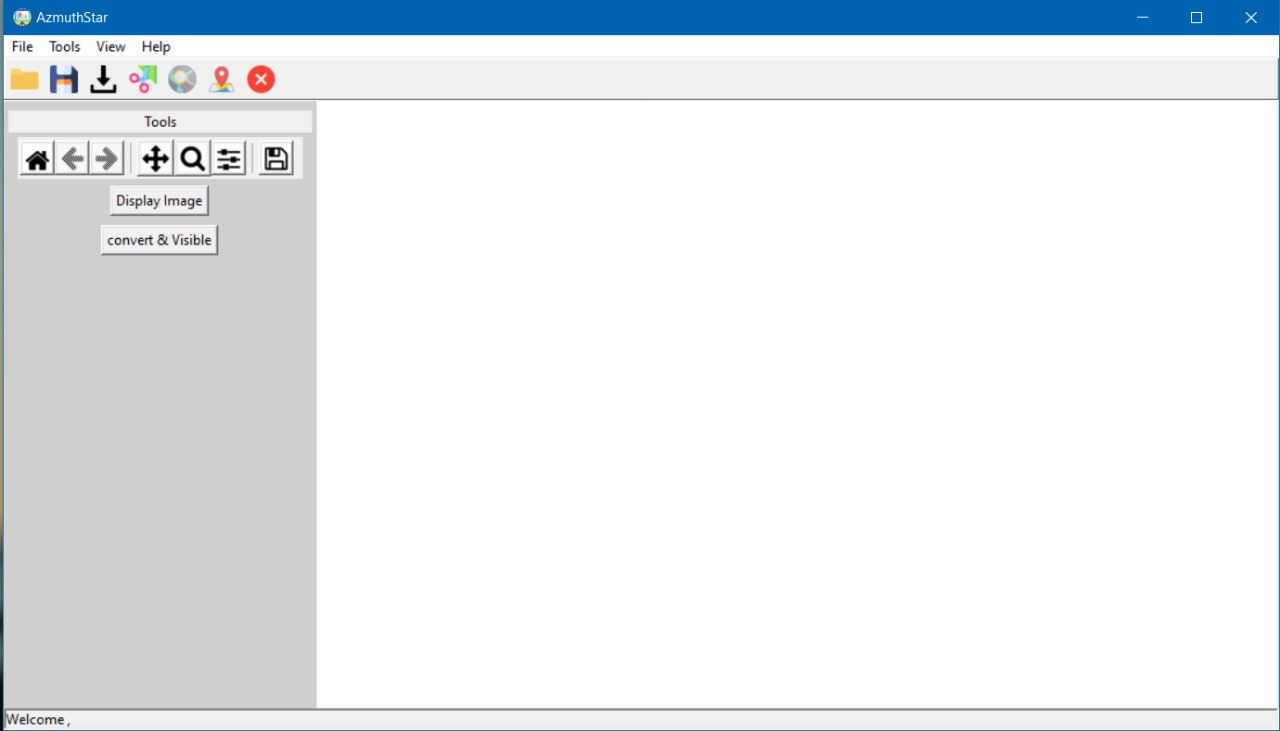 AzmuthStar
File Tools View Help
Tools
Display Image
convert & Visible
Welcome ,